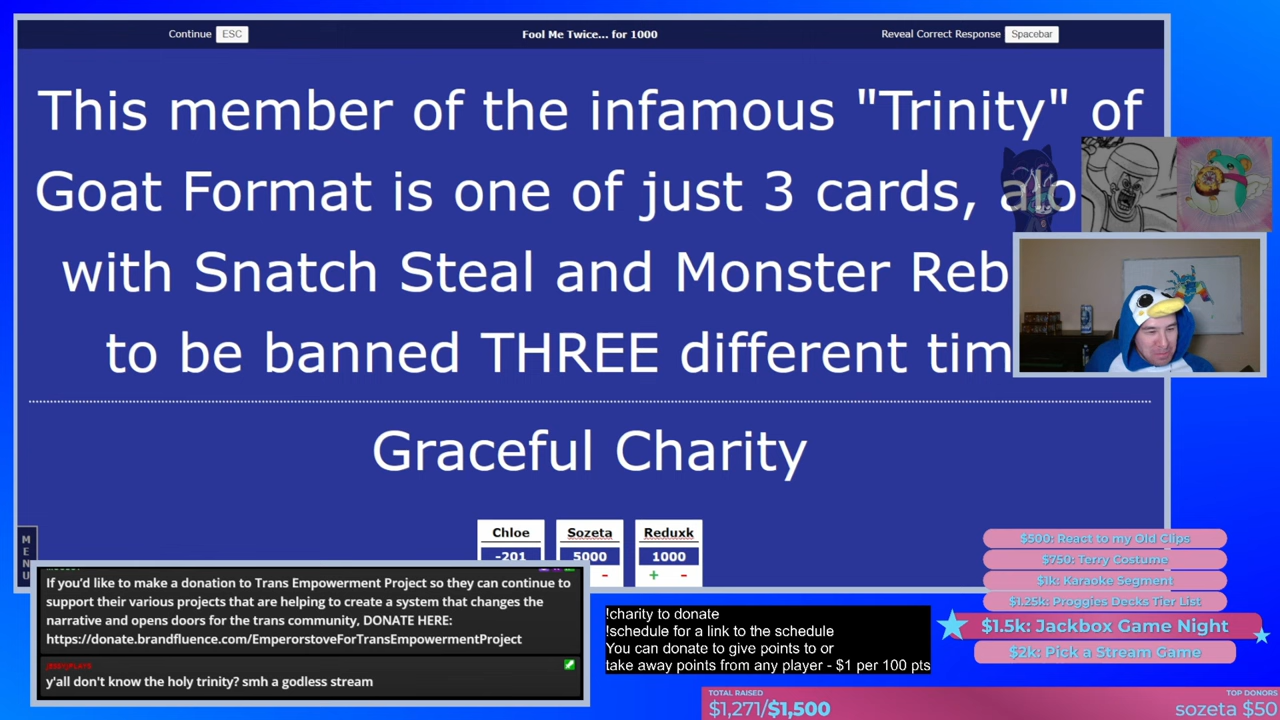 Continue ESC
Fool Me Twice... for 1000
Reveal Correct Response Spacebar
This member of the infamous "Trinity" of
Goat Format is one of just 3 cards, alo
with Snatch Steal and Monster Reb
to be banned THREE different tim
Graceful Charity
MENU
Chloe Sozeta Reduxk
-201 5000 1000
- + -
If you'd like to make a donation to Trans Empowerment Project so they can continue to
support their various projects that are helping to form a system that changes the
narrative and opens doors for the trans community, DONATE HERE:
https://donate.brandfluence.com/EmperorstoveForTransEmpowermentProject
y'all don't know the holy trinity? smh a godless stream
!charity to donate
!schedule for a link to the schedule
You can donate to give points to or
take away points from any player - $1 per 100 pts
$500: React to my Old Clips
$750: Terry Costume
$1k: Karaoke Segment
$1.25k: Proggies Decks Tier List
$1.5k: Jackbox Game Night
$2k: Pick a Stream Game
TOTAL RAISED
$1,271/$1,500
TOP DONORS
sozeta $50